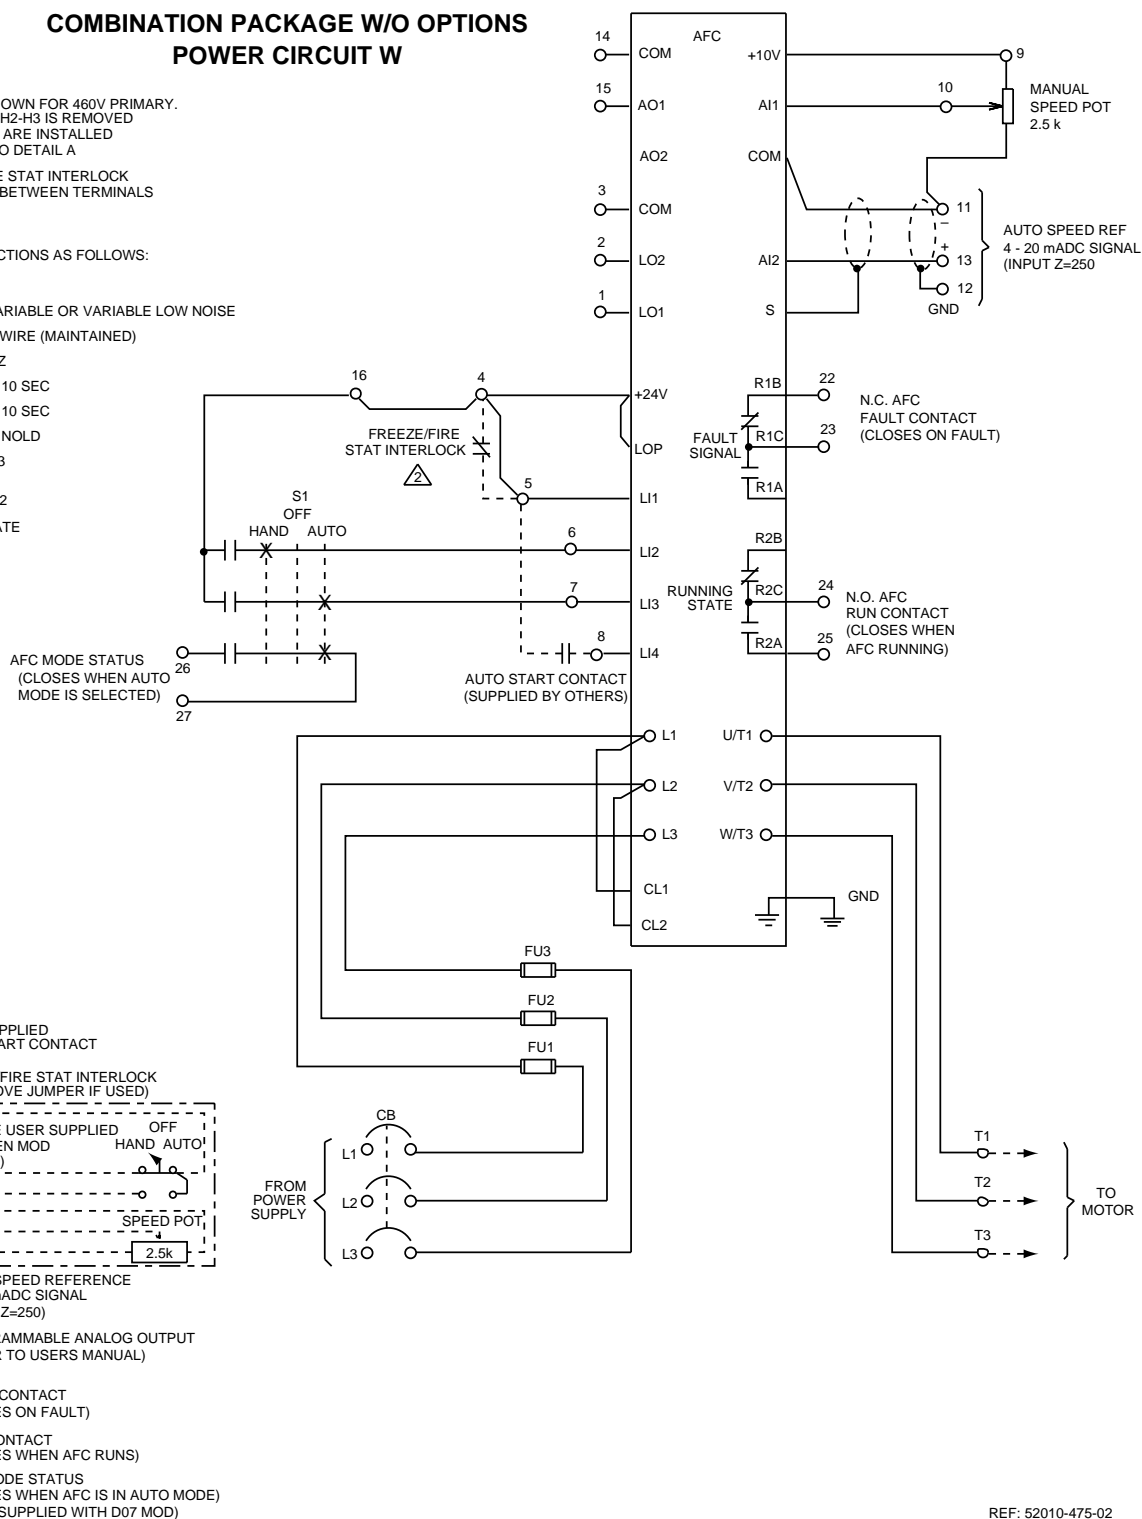 COMBINATION PACKAGE W/O OPTIONS
POWER CIRCUIT W
OWN FOR 460V PRIMARY.
H2-H3 IS REMOVED
ARE INSTALLED
O DETAIL A
E STAT INTERLOCK
BETWEEN TERMINALS
CTIONS AS FOLLOWS:
ARIABLE OR VARIABLE LOW NOISE
WIRE (MAINTAINED)
Z
10 SEC
10 SEC
NOLD
3
2
ATE
AFC
14
COM
+10V
9
15
AO1
AI1
10
MANUAL
SPEED POT
2.5 k
AO2
COM
3
COM
11
–
AUTO SPEED REF
4 - 20 mADC SIGNAL
(INPUT Z=250
2
LO2
AI2
+
13
12
GND
1
LO1
S
16
4
+24V
R1B
22
N.C. AFC
FAULT CONTACT
(CLOSES ON FAULT)
FREEZE/FIRE
STAT INTERLOCK
2
LOP
FAULT
SIGNAL
R1C
23
5
LI1
R1A
S1
OFF
HAND
AUTO
6
LI2
R2B
7
LI3
RUNNING
STATE
R2C
24
N.O. AFC
RUN CONTACT
(CLOSES WHEN
AFC RUNNING)
8
LI4
R2A
25
AFC MODE STATUS
(CLOSES WHEN AUTO
MODE IS SELECTED)
26
27
AUTO START CONTACT
(SUPPLIED BY OTHERS)
L1
U/T1
L2
V/T2
L3
W/T3
CL1
GND
CL2
FU3
FU2
FU1
CB
L1
FROM
POWER
SUPPLY
L2
L3
T1
T2
T3
TO
MOTOR
PPLIED
ART CONTACT
FIRE STAT INTERLOCK
OVE JUMPER IF USED)
E USER SUPPLIED
EN MOD
)
OFF
HAND AUTO
SPEED POT
2.5k
SPEED REFERENCE
mADC SIGNAL
Z=250)
RAMMABLE ANALOG OUTPUT
R TO USERS MANUAL)
CONTACT
ES ON FAULT)
ONTACT
ES WHEN AFC RUNS)
ODE STATUS
ES WHEN AFC IS IN AUTO MODE)
SUPPLIED WITH D07 MOD)
REF: 52010-475-02